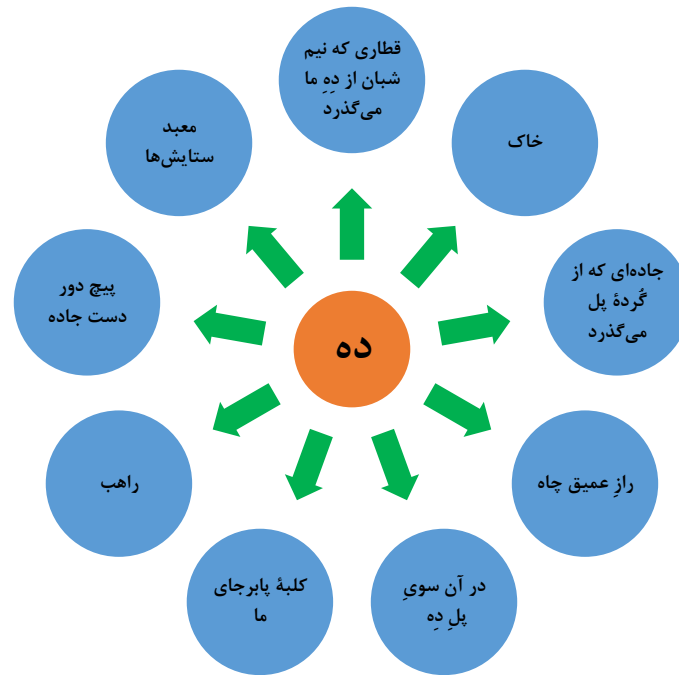 قطاری که نیم
شبان از دِهِ ما
می‌گذرد
خاک
جاده‌ای که از
گُردهٔ پل
می‌گذرد
رازِ عمیق چاه
در آن سویِ
پلِ دِه
کلبهٔ پابرجای
ما
راهب
پیچ دور
دست جاده
معبد
ستایش‌ها
ده